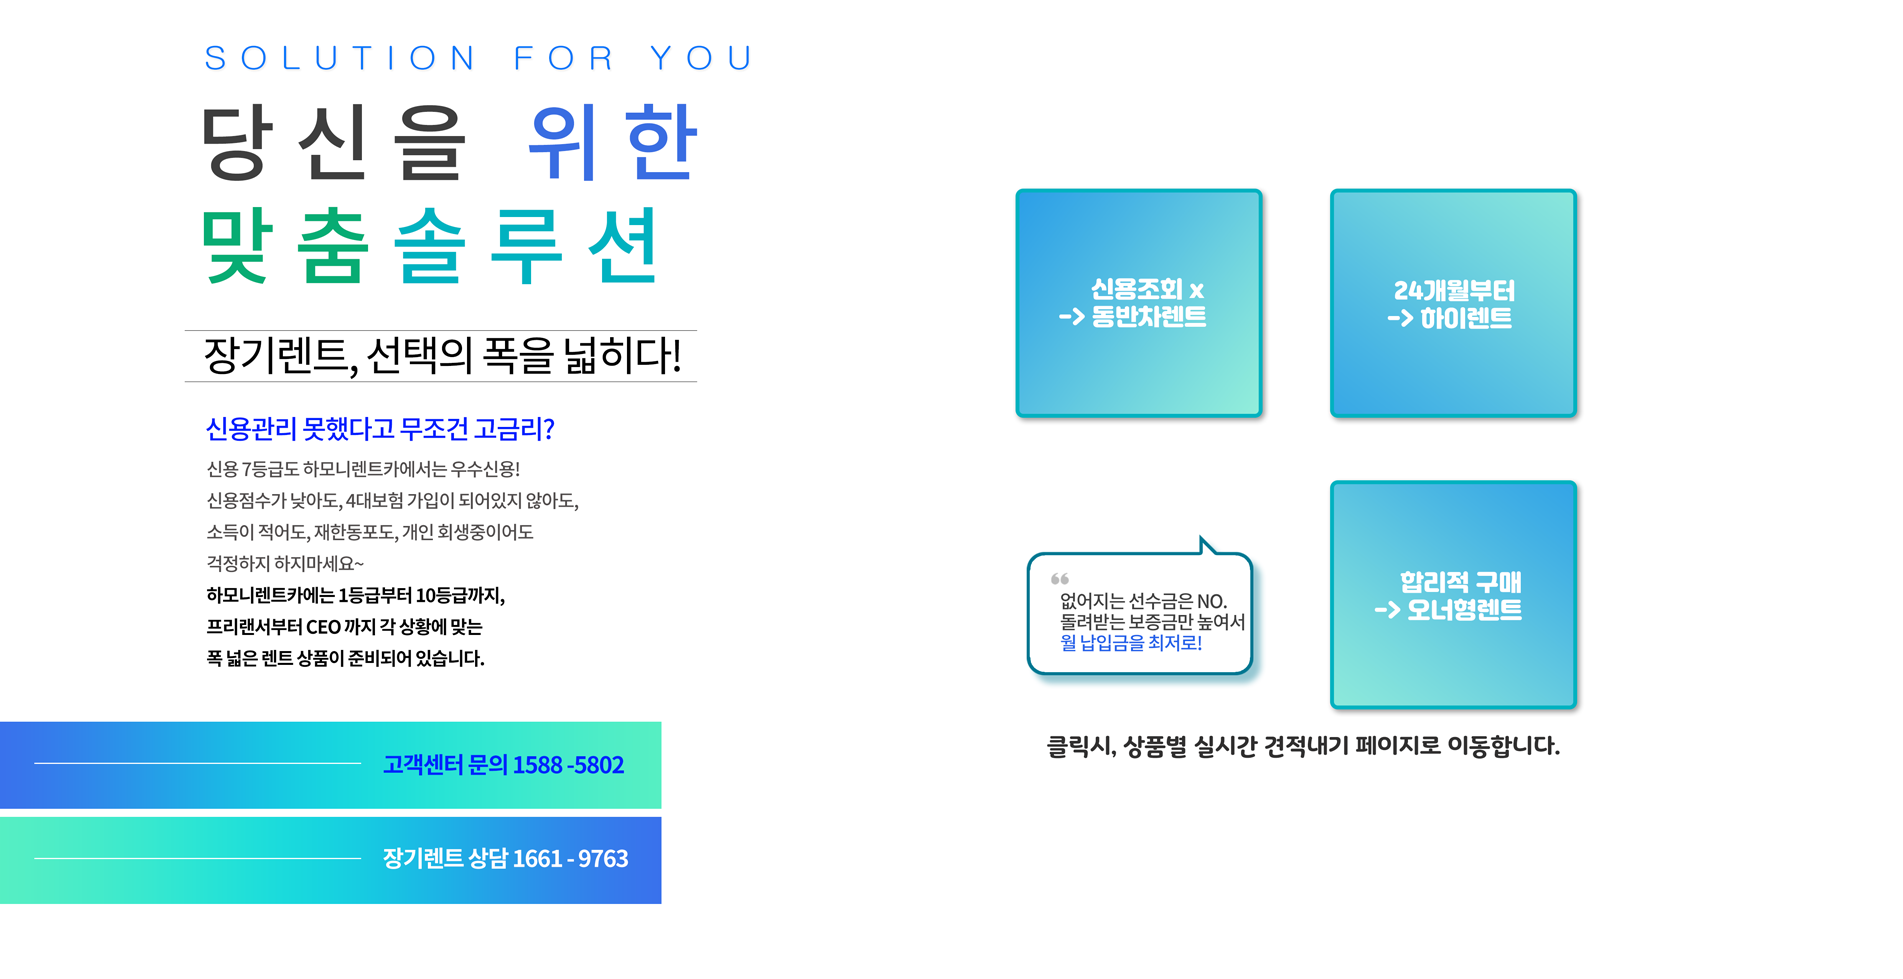 SOLUTION FOR YOU
당신을 위한
맞춤솔루션
장기렌트, 선택의 폭을 넓히다!
신용관리 못했다고 무조건 고금리?
신용 7등급도 하모니렌트카에서는 우수신용!
신용점수가 낮아도, 4대보험 가입이 되어있지 않아도,
소득이 적어도, 재한동포도, 개인 회생중이어도
걱정하지 하지마세요~
하모니렌트카에는 1등급부터 10등급까지,
프리랜서부터 CEO 까지 각 상황에 맞는
폭 넓은 렌트 상품이 준비되어 있습니다.
고객센터 문의 1588 -5802
장기렌트 상담 1661 - 9763
신용조회 x
-> 동반차렌트
24개월부터
-> 하이렌트
“
없어지는 선수금은 NO.
돌려받는 보증금만 높여서
월 납입금을 최저로!
합리적 구매
-> 오너형렌트
클릭시, 상품별 실시간 견적내기 페이지로 이동합니다.